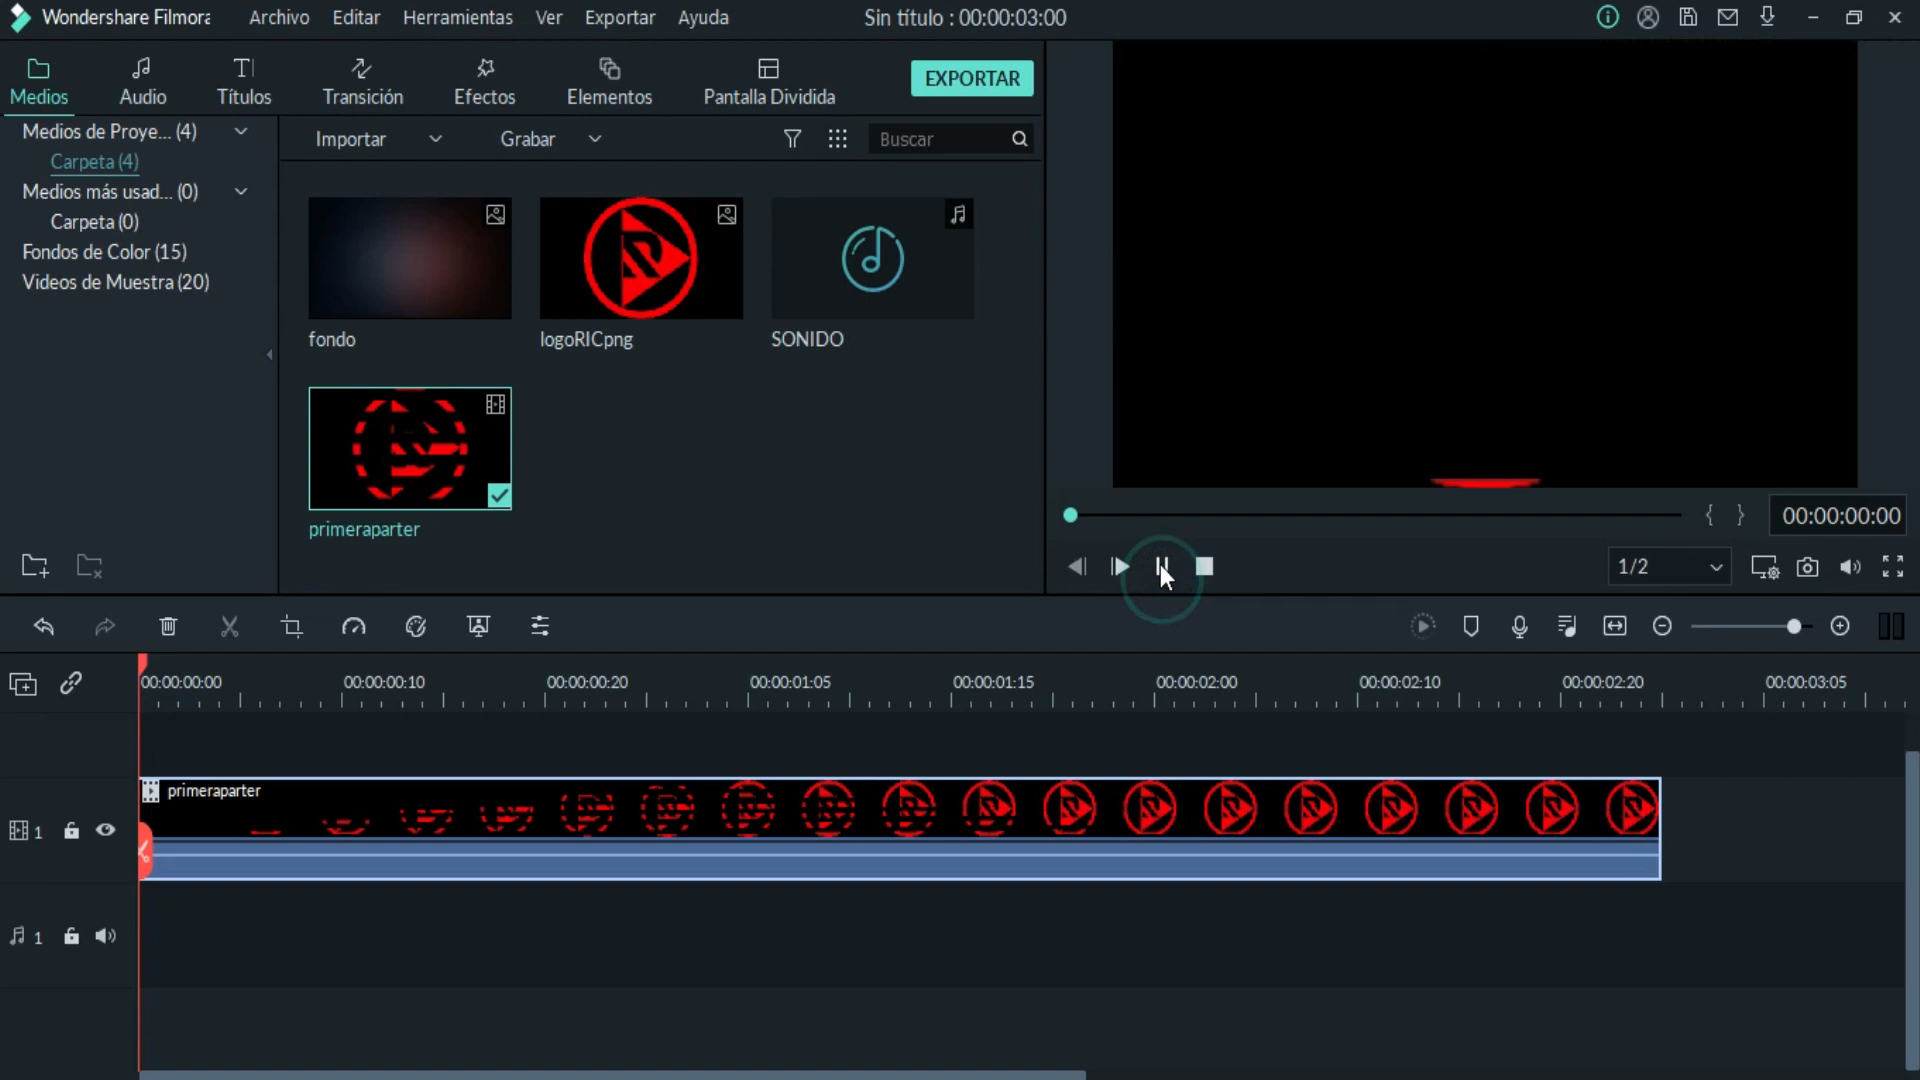 Wondershare Filmora
Archivo Editar Herramientas Ver Exportar Ayuda
Sin título : 00:00:03:00
Medios Audio Títulos Transición Efectos Elementos Pantalla Dividida
EXPORTAR
Medios de Proye... (4)
Carpeta (4)
Medios más usad... (0)
Carpeta (0)
Fondos de Color (15)
Videos de Muestra (20)
Importar Grabar Buscar
fondo logoRICpng SONIDO
primeraparter
{ } 00:00:00:00
1/2
00:00:00:00 00:00:00:10 00:00:00:20 00:00:01:05 00:00:01:15 00:00:02:00 00:00:02:10 00:00:02:20 00:00:03:05
primeraparter
1
1